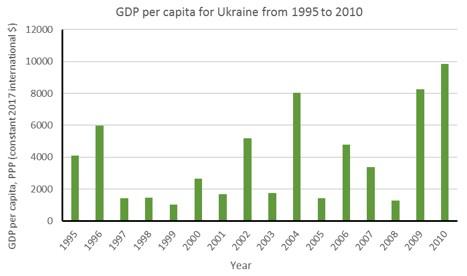 GDP per capita for Ukraine from 1995 to 2010
GDP per capita, PPP (constant 2017 international $)
12000
10000
8000
6000
4000
2000
0
1995 1996 1997 1998 1999 2000 2001 2002 2003 2004 2005 2006 2007 2008 2009 2010
Year